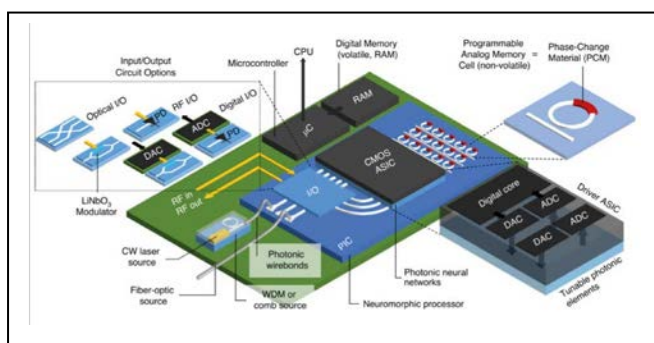 Input/Output
Circuit Options
Optical I/O
RF I/O
Digital I/O
PD
ADC
PD
DAC
LiNbO₃
Modulator
Microcontroller
CPU
Digital Memory
(volatile, RAM)
Programmable
Analog Memory =
Cell (non-volatile)
Phase-Change
Material (PCM)
RAM
μC
CMOS
ASIC
RF in
RF out
I/O
PIC
Digital core
Driver ASIC
ADC
DAC
ADC
DAC
Tunable photonic
elements
CW laser
source
Fiber-optic
source
Photonic
wirebonds
WDM or
comb source
Photonic neural
networks
Neuromorphic processor